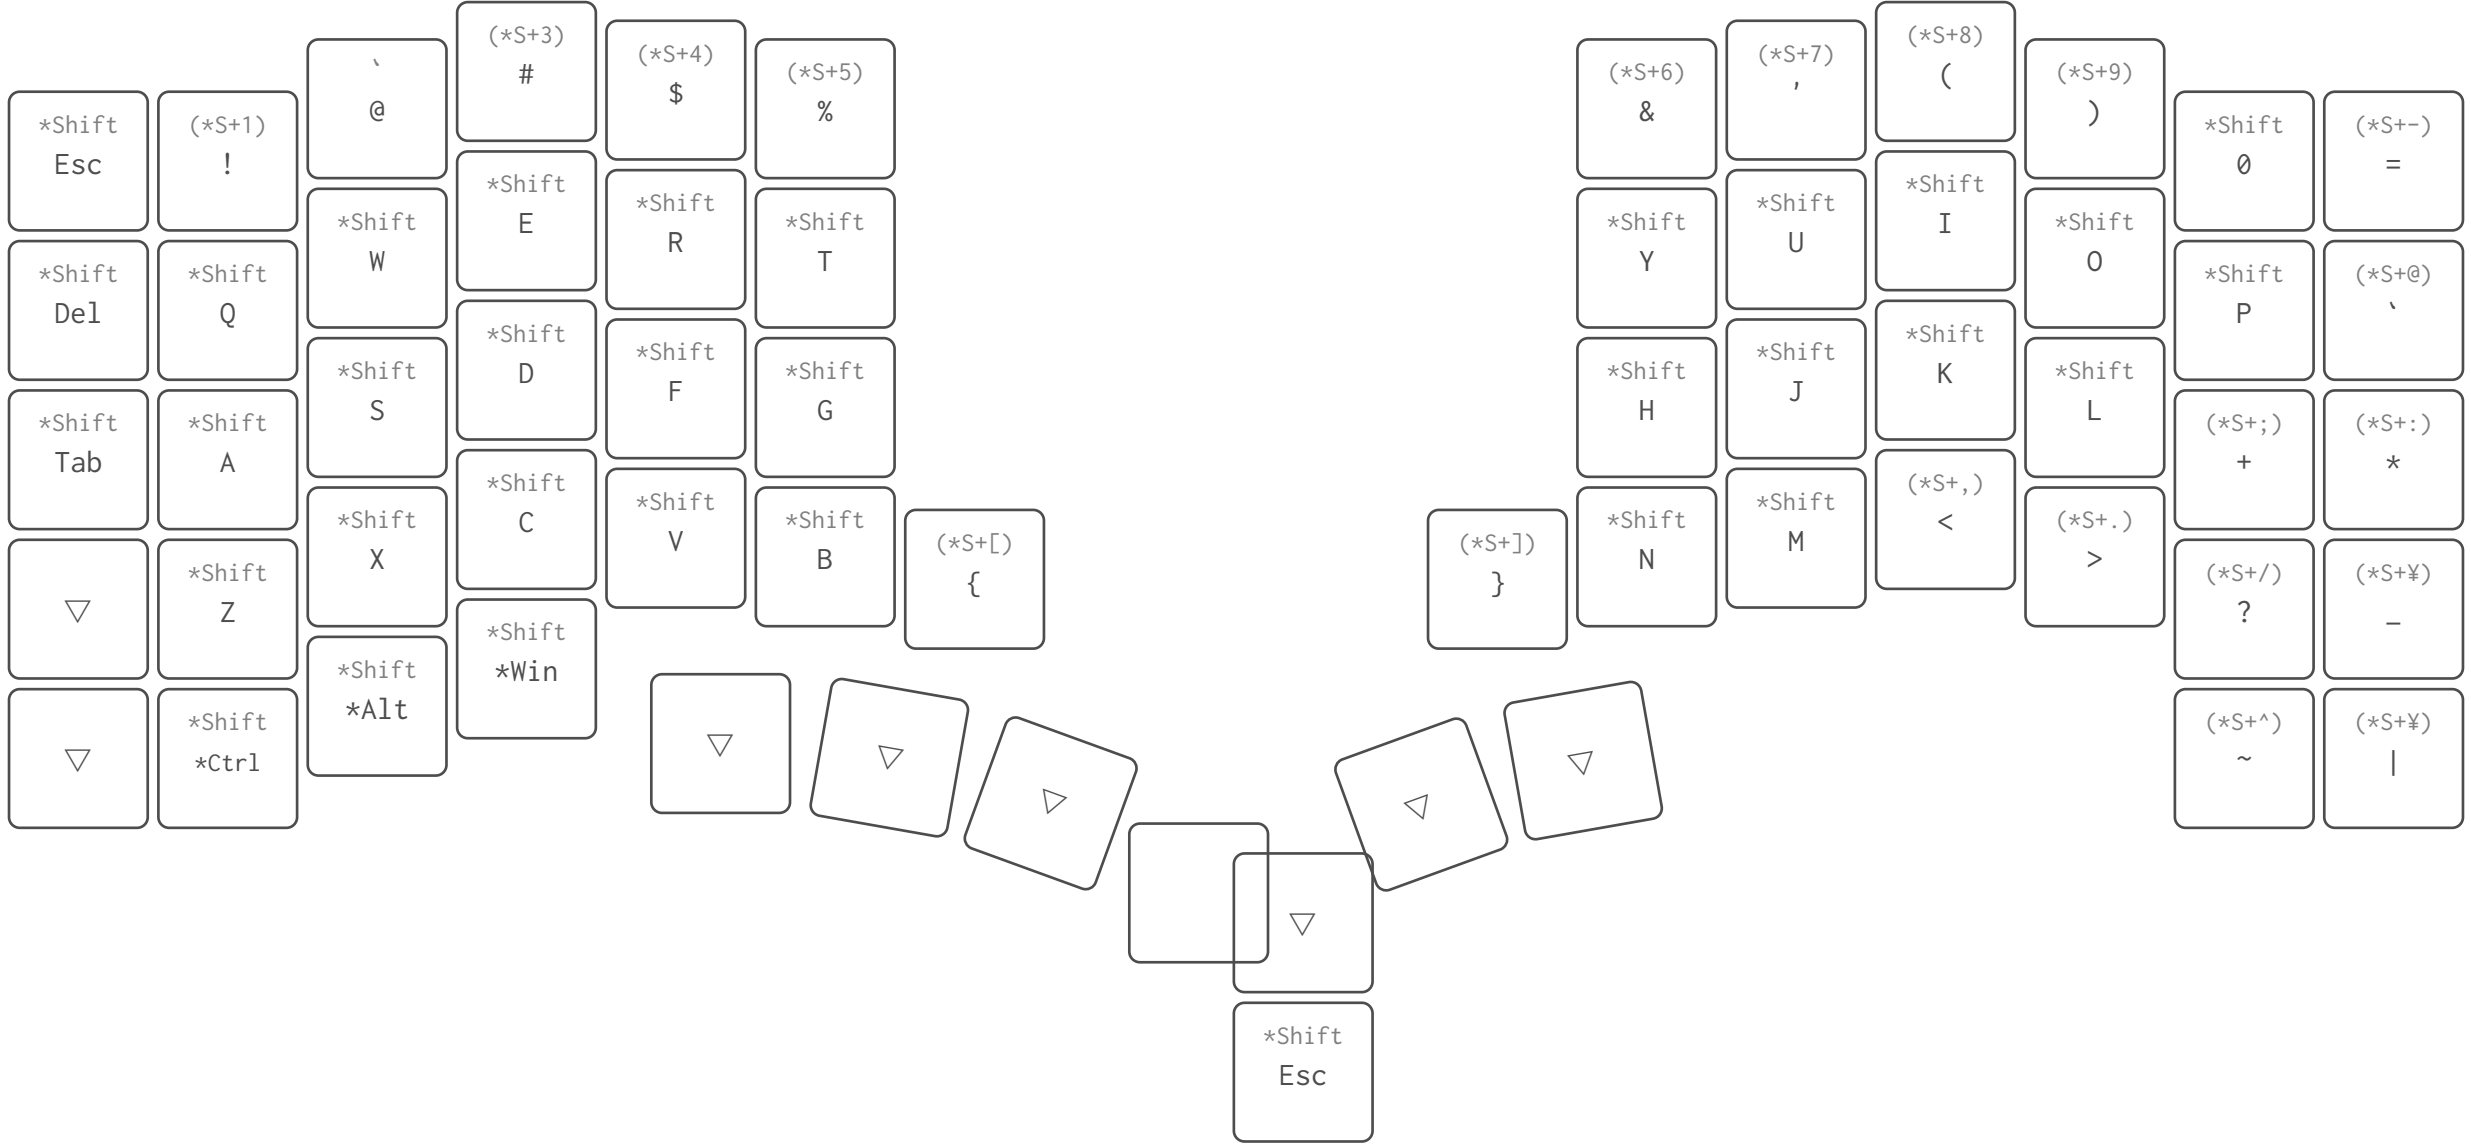 *Shift
Esc
(*S+1)
!
`
@
(*S+3)
#
(*S+4)
$
(*S+5)
%
(*S+6)
&
(*S+7)
'
(*S+8)
(
(*S+9)
)
*Shift
0
(*S+-)
=
*Shift
Del
*Shift
Q
*Shift
W
*Shift
E
*Shift
R
*Shift
T
*Shift
Y
*Shift
U
*Shift
I
*Shift
O
*Shift
P
(*S+@)
`
*Shift
Tab
*Shift
A
*Shift
S
*Shift
D
*Shift
F
*Shift
G
*Shift
H
*Shift
J
*Shift
K
*Shift
L
(*S+;)
+
(*S+:)
*
▽
*Shift
Z
*Shift
X
*Shift
C
*Shift
V
*Shift
B
(*S+[)
{
(*S+])
}
*Shift
N
*Shift
M
(*S+,)
<
(*S+.)
>
(*S+/)
?
(*S+¥)
_
▽
*Shift
*Ctrl
*Shift
*Alt
*Shift
*Win
▽
▽
▽
▽
▽
▽
(*S+^)
~
(*S+¥)
|
*Shift
Esc